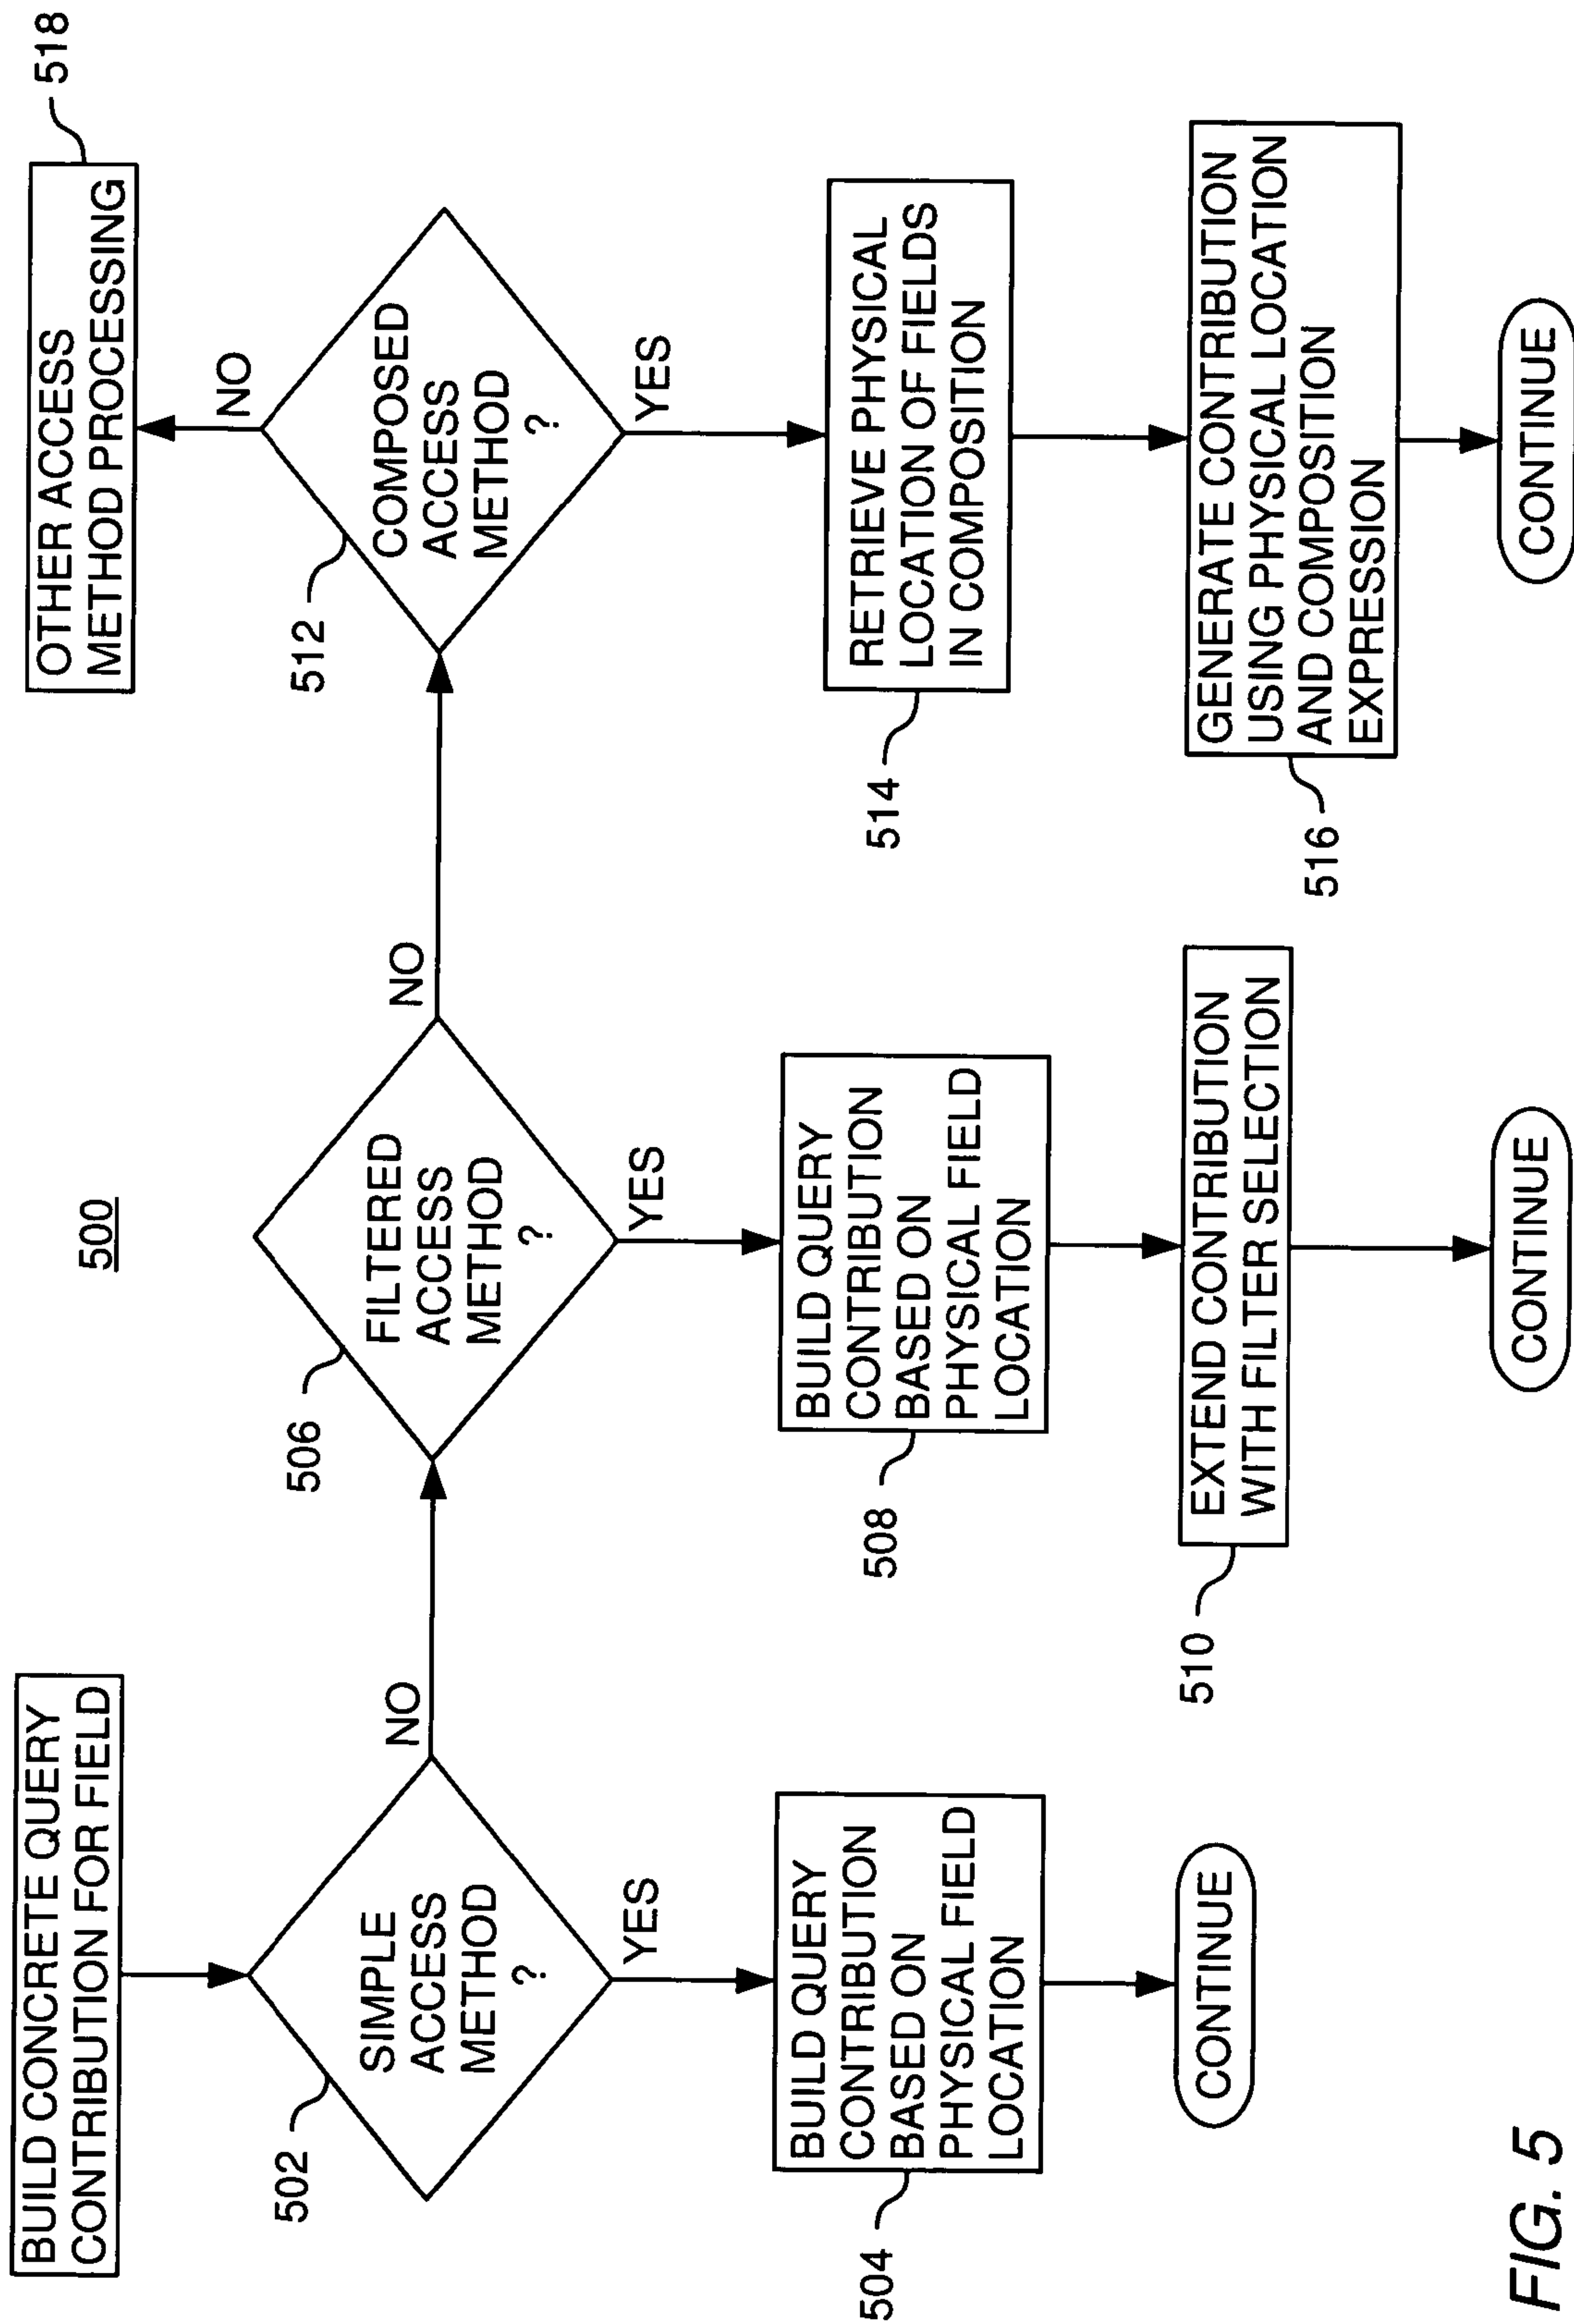 500
BUILD CONCRETE QUERY
CONTRIBUTION FOR FIELD
502
SIMPLE
ACCESS
METHOD
?
NO
YES
504
BUILD QUERY
CONTRIBUTION
BASED ON
PHYSICAL FIELD
LOCATION
CONTINUE
506
FILTERED
ACCESS
METHOD
?
NO
YES
508
BUILD QUERY
CONTRIBUTION
BASED ON
PHYSICAL FIELD
LOCATION
510
EXTEND CONTRIBUTION
WITH FILTER SELECTION
CONTINUE
518
OTHER ACCESS
METHOD PROCESSING
NO
512
COMPOSED
ACCESS
METHOD
?
YES
514
RETRIEVE PHYSICAL
LOCATION OF FIELDS
IN COMPOSITION
516
GENERATE CONTRIBUTION
USING PHYSICAL LOCATION
AND COMPOSITION
EXPRESSION
CONTINUE
FIG. 5